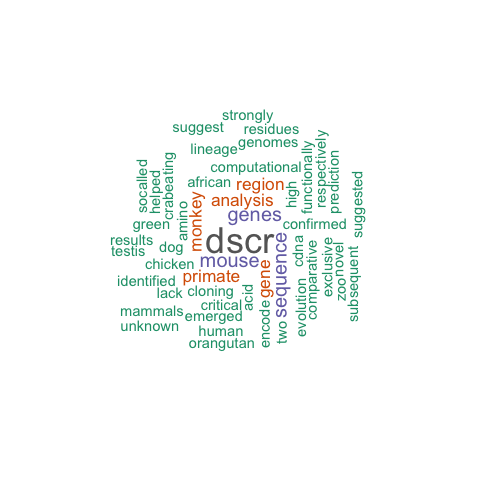 strongly
suggest
residues
lineage
genomes
computational
african
region
analysis
genes
high
functionally
respectively
prediction
suggested
socalled
helped
crabeating
monkey
amino
green
confirmed
dscr
results
testis
dog
mouse
chicken
primate
gene
sequence
cdna
comparative
exclusive
novel
zoo
subsequent
identified
lack
cloning
acid
critical
mammals
emerged
unknown
human
orangutan
encode
two
evolution